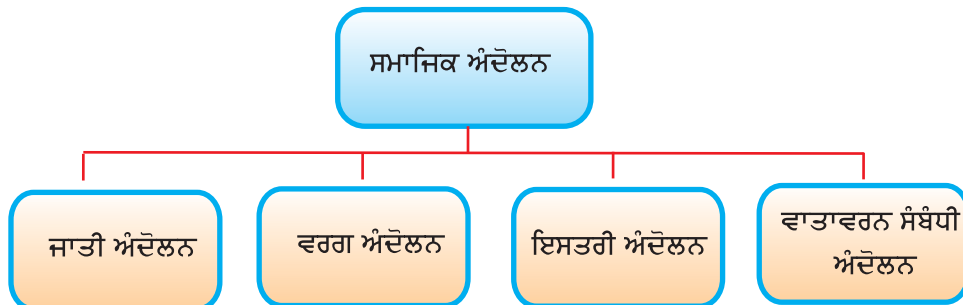 ਸਮਾਜਿਕ ਅੰਦੋਲਨ
ਜਾਤੀ ਅੰਦੋਲਨ
ਵਰਗ ਅੰਦੋਲਨ
ਇਸਤਰੀ ਅੰਦੋਲਨ
ਵਾਤਾਵਰਨ ਸੰਬੰਧੀ
ਅੰਦੋਲਨ